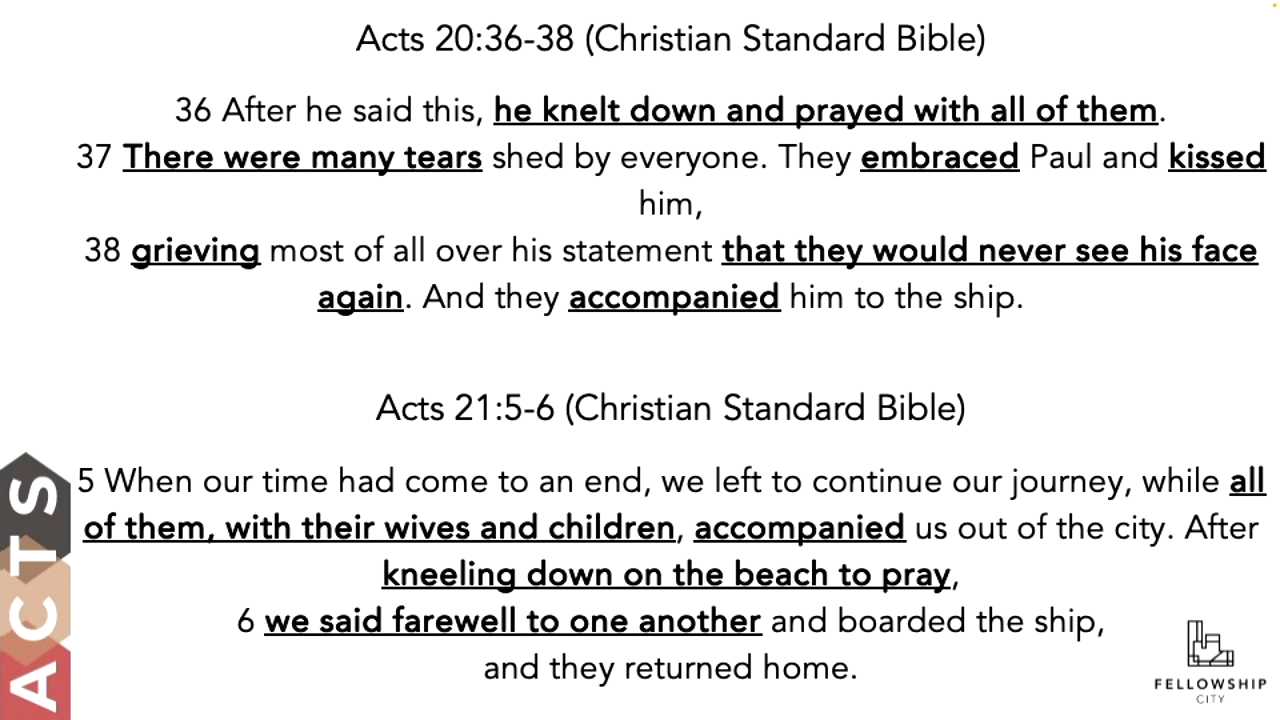 Acts 20:36-38 (Christian Standard Bible)
36 After he said this, he knelt down and prayed with all of them.
37 There were many tears shed by everyone. They embraced Paul and kissed
him,
38 grieving most of all over his statement that they would never see his face
again. And they accompanied him to the ship.
Acts 21:5-6 (Christian Standard Bible)
5 When our time had come to an end, we left to continue our journey, while all
of them, with their wives and children, accompanied us out of the city. After
kneeling down on the beach to pray,
6 we said farewell to one another and boarded the ship,
and they returned home.
ACTS
FELLOWSHIP
CITY